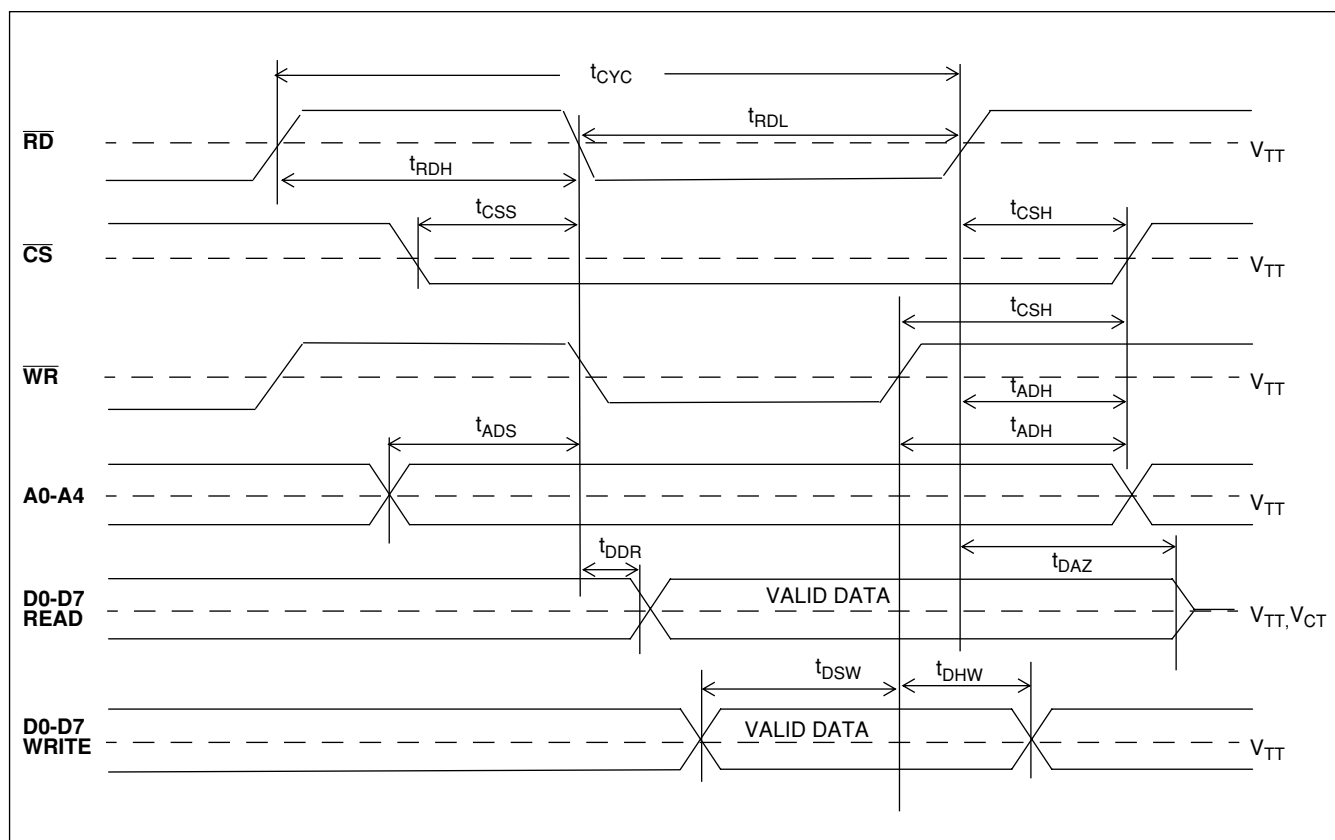 tCYC
RD
tRDL
VTT
tRDH
tCSS
tCSH
CS
VTT
tCSH
WR
VTT
tADH
tADS
tADH
A0-A4
VTT
tDDR
tDAZ
D0-D7
READ
VALID DATA
VTT,VCT
tDSW
tDHW
D0-D7
WRITE
VALID DATA
VTT